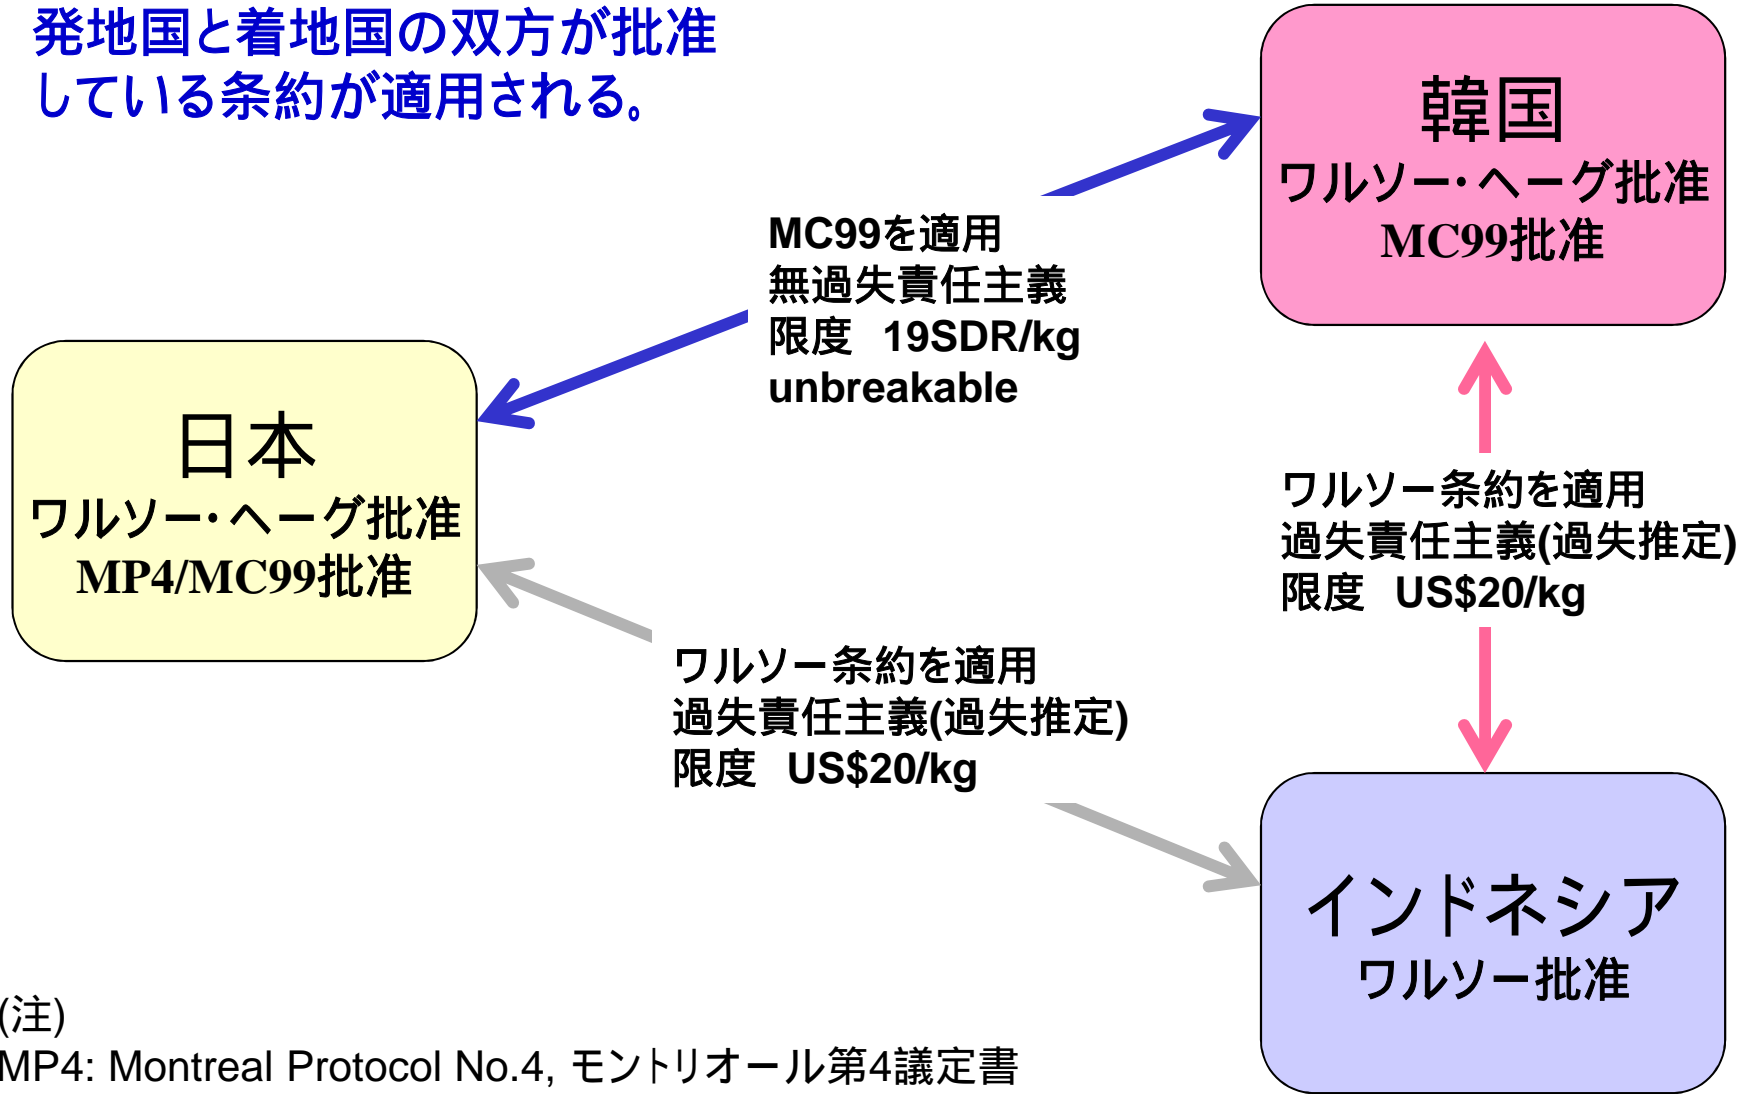 発地国と着地国の双方が批准
している条約が適用される。
韓国
ワルソー・ヘーグ批准
MC99批准
MC99を適用
無過失責任主義
限度 19SDR/kg
unbreakable
日本
ワルソー・ヘーグ批准
MP4/MC99批准
ワルソー条約を適用
過失責任主義(過失推定)
限度 US$20/kg
ワルソー条約を適用
過失責任主義(過失推定)
限度 US$20/kg
インドネシア
ワルソー批准
(注)
MP4: Montreal Protocol No.4, モントリオール第4議定書